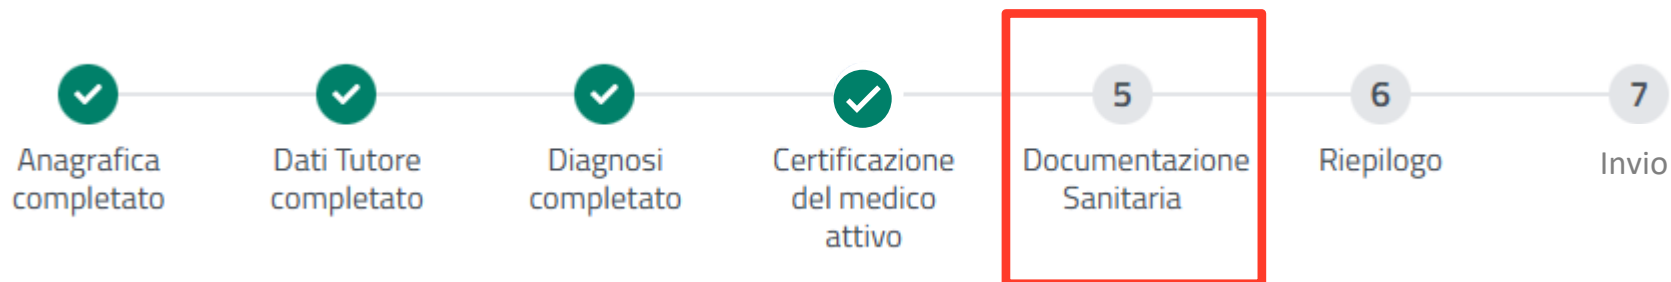 Anagrafica
completato
Dati Tutore
completato
Diagnosi
completato
Certificazione
del medico
attivo
5
Documentazione
Sanitaria
6
Riepilogo
7
Invio